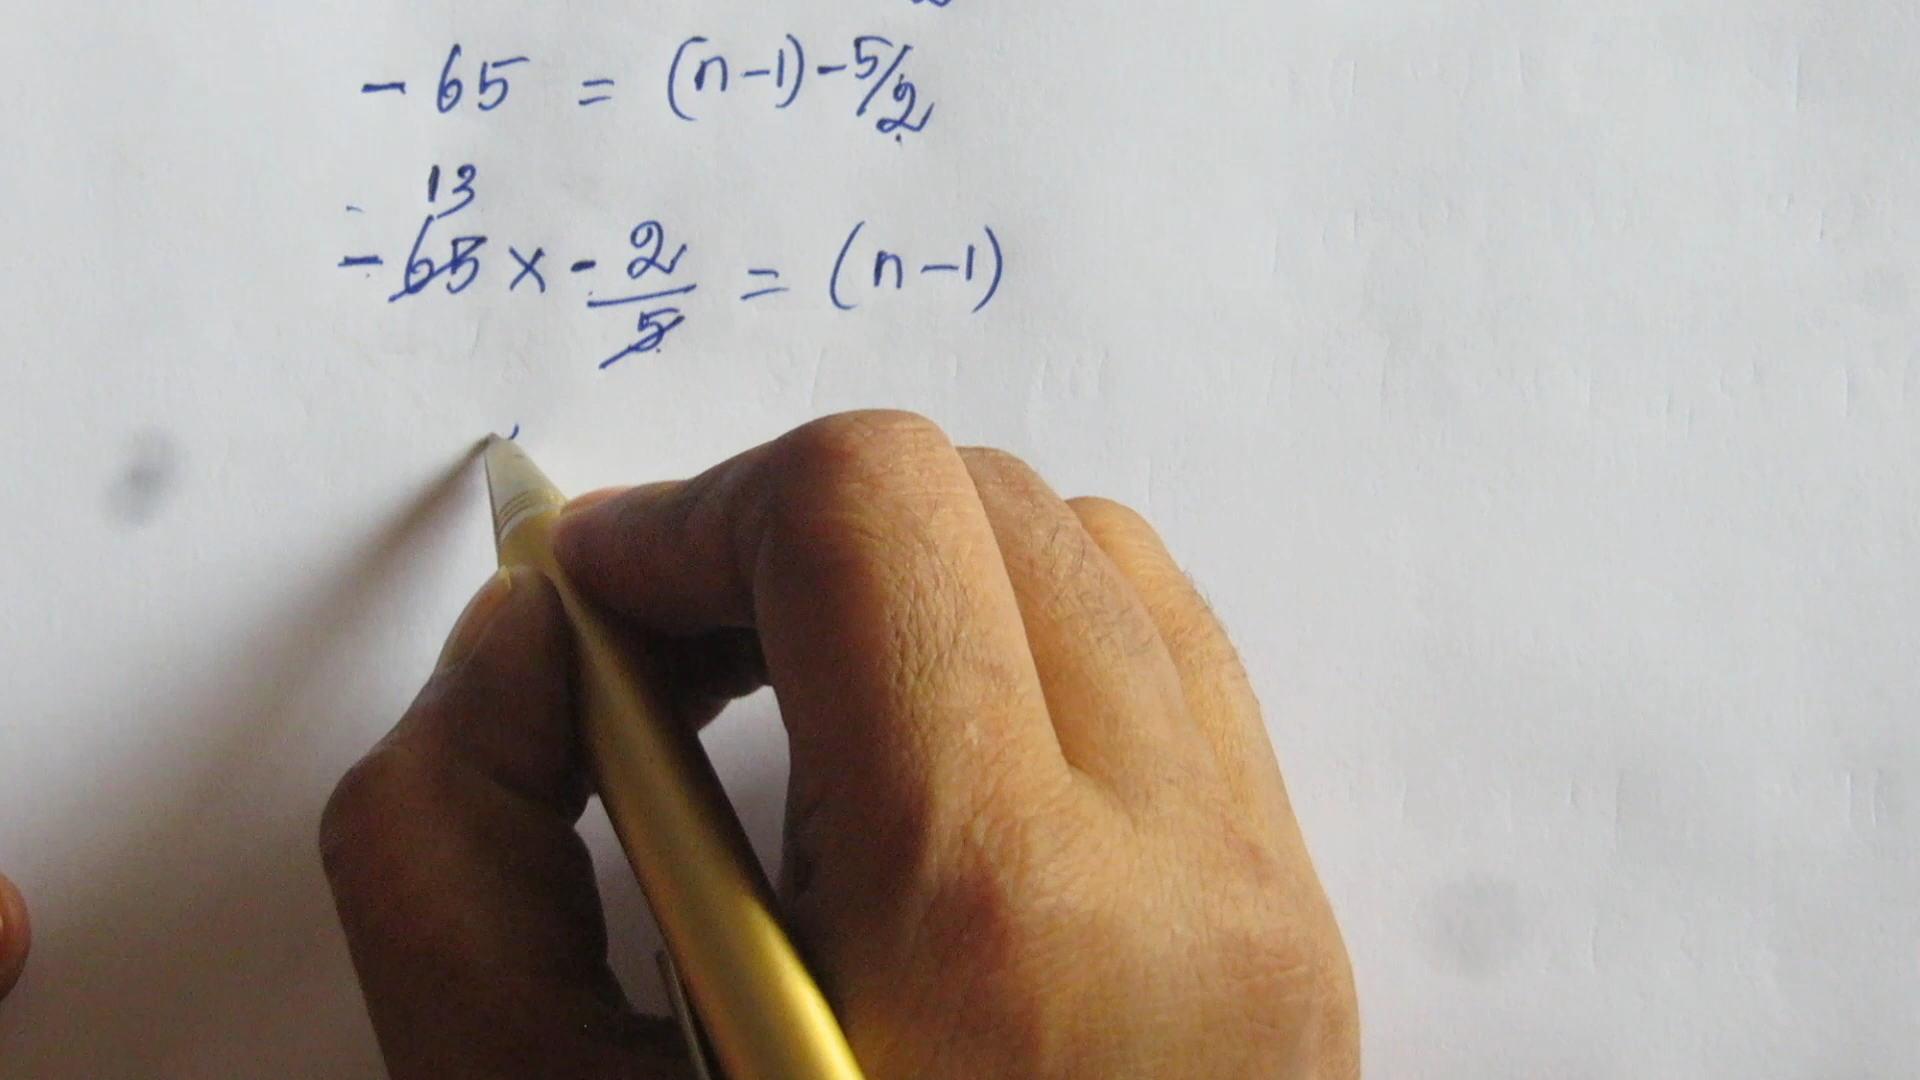 - 65 = (n-1) - 5/2
13
- 65 x - 2/5 = (n-1)